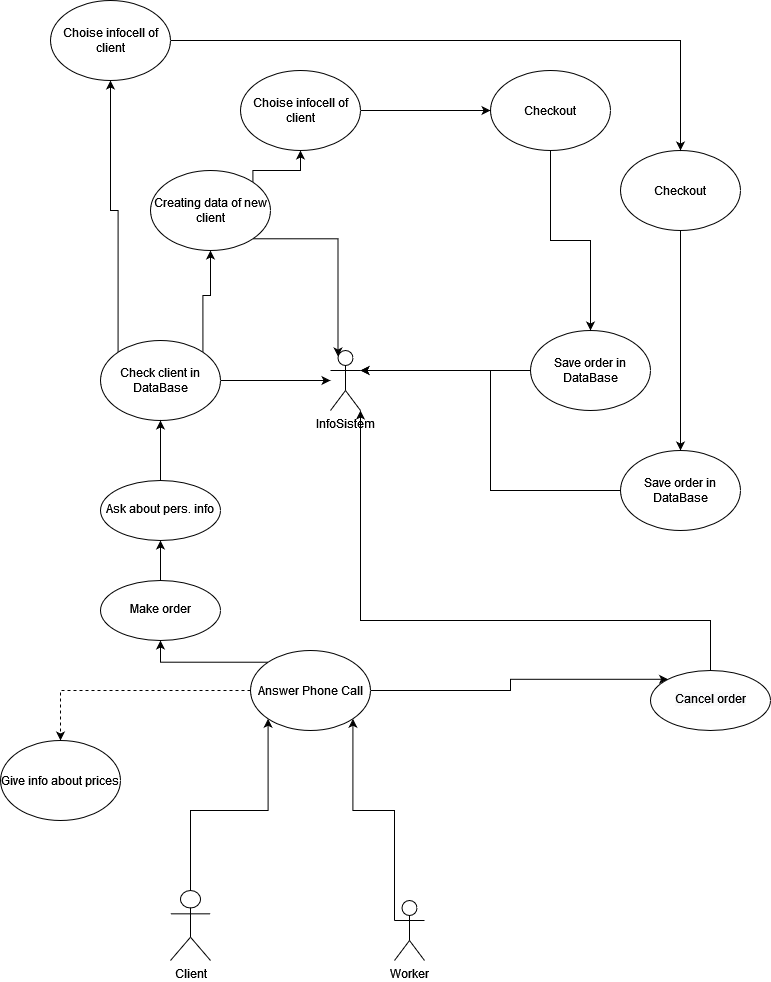 Choise infocell of
client
Choise infocell of
client
Checkout
Checkout
Creating data of new
client
Check client in
DataBase
Save order in
DataBase
InfoSistem
Save order in
DataBase
Ask about pers. info
Make order
Answer Phone Call
Cancel order
Give info about prices
Client
Worker